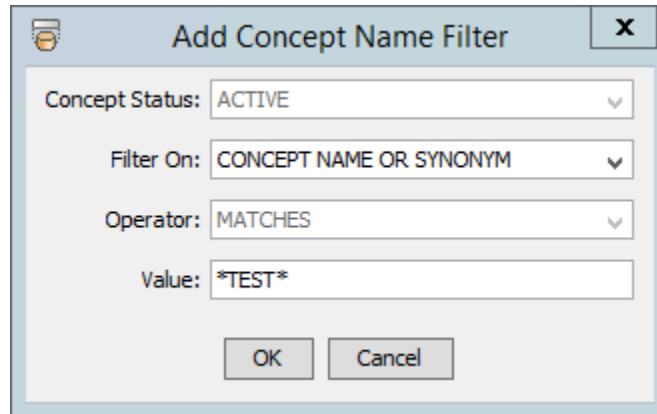 Add Concept Name Filter
x
Concept Status: ACTIVE
Filter On: CONCEPT NAME OR SYNONYM
Operator: MATCHES
Value: *TEST*
OK Cancel